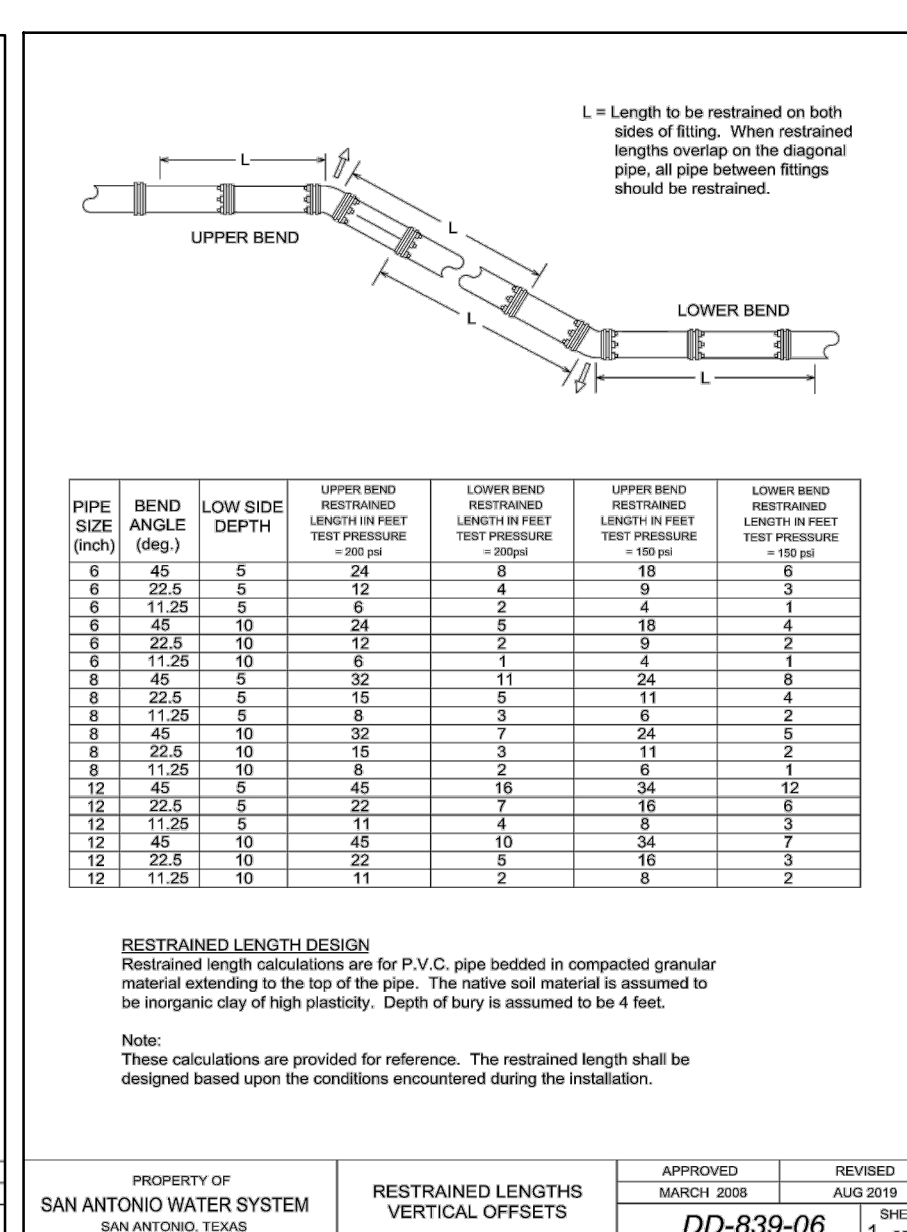 L = Length to be restrained on both
sides of fitting. When restrained
lengths overlap on the diagonal
pipe, all pipe between fittings
should be restrained.
L
UPPER BEND
L
L
LOWER BEND
L
PIPE SIZE (inch) BEND ANGLE (deg.) LOW SIDE DEPTH UPPER BEND RESTRAINED LENGTH IIN FEET TEST PRESSURE = 200 psi LOWER BEND RESTRAINED LENGTH IN FEET TEST PRESSURE = 200psi UPPER BEND RESTRAINED LENGTH IN FEET TEST PRESSURE = 150 psi LOWER BEND RESTRAINED LENGTH IN FEET TEST PRESSURE = 150 psi
6 45 5 24 8 18 6
6 22.5 5 12 4 9 3
6 11.25 5 6 2 4 1
6 45 10 24 5 18 4
6 22.5 10 12 2 9 2
6 11.25 10 6 1 4 1
8 45 5 32 11 24 8
8 22.5 5 15 5 11 4
8 11.25 5 8 3 6 2
8 45 10 32 7 24 5
8 22.5 10 15 3 11 2
8 11.25 10 8 2 6 1
12 45 5 45 16 34 12
12 22.5 5 22 7 16 6
12 11.25 5 11 4 8 3
12 45 10 45 10 34 7
12 22.5 10 22 5 16 3
12 11.25 10 11 2 8 2
RESTRAINED LENGTH DESIGN
Restrained length calculations are for P.V.C. pipe bedded in compacted granular
material extending to the top of the pipe. The native soil material is assumed to
be inorganic clay of high plasticity. Depth of bury is assumed to be 4 feet.
Note:
These calculations are provided for reference. The restrained length shall be
designed based upon the conditions encountered during the installation.
PROPERTY OF
SAN ANTONIO WATER SYSTEM
SAN ANTONIO, TEXAS
RESTRAINED LENGTHS
VERTICAL OFFSETS
APPROVED REVISED
MARCH 2008 AUG 2019
DD-839-06
1